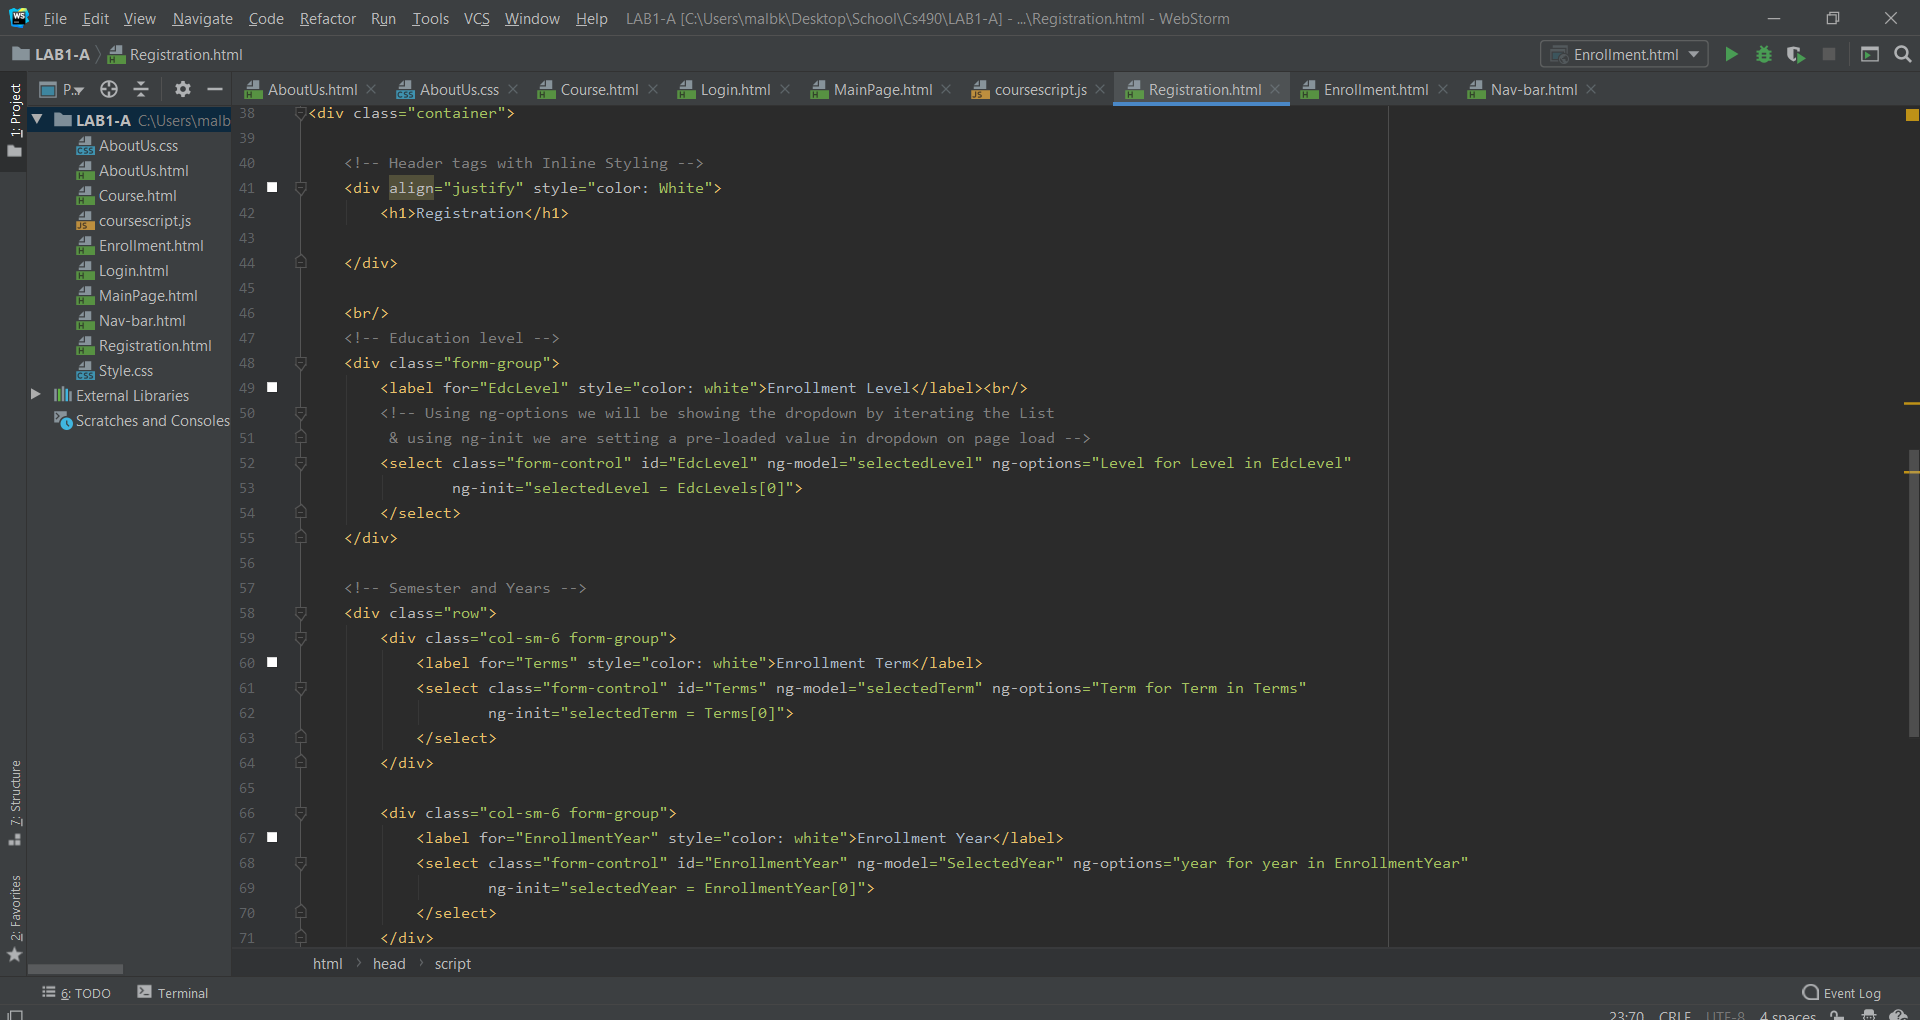 File Edit View Navigate Code Refactor Run Tools VCS Window Help LAB1-A [C:\Users\malbk\Desktop\School\Cs490\LAB1-A] - ...\Registration.html - WebStorm
LAB1-A Registration.html Enrollment.html
1: Project
P.. AboutUs.html AboutUs.css Course.html Login.html MainPage.html coursescript.js Registration.html Enrollment.html Nav-bar.html
LAB1-A C:\Users\malb
AboutUs.css
AboutUs.html
Course.html
coursescript.js
Enrollment.html
Login.html
MainPage.html
Nav-bar.html
Registration.html
Style.css
External Libraries
Scratches and Consoles
38 <div class="container">
39
40 <!-- Header tags with Inline Styling -->
41 <div align="justify" style="color: White">
42 <h1>Registration</h1>
43
44 </div>
45
46 <br/>
47 <!-- Education level -->
48 <div class="form-group">
49 <label for="EdcLevel" style="color: white">Enrollment Level</label><br/>
50 <!-- Using ng-options we will be showing the dropdown by iterating the List
51 & using ng-init we are setting a pre-loaded value in dropdown on page load -->
52 <select class="form-control" id="EdcLevel" ng-model="selectedLevel" ng-options="Level for Level in EdcLevel"
53 ng-init="selectedLevel = EdcLevels[0]">
54 </select>
55 </div>
56
57 <!-- Semester and Years -->
58 <div class="row">
59 <div class="col-sm-6 form-group">
60 <label for="Terms" style="color: white">Enrollment Term</label>
61 <select class="form-control" id="Terms" ng-model="selectedTerm" ng-options="Term for Term in Terms"
62 ng-init="selectedTerm = Terms[0]">
63 </select>
64 </div>
65
66 <div class="col-sm-6 form-group">
67 <label for="EnrollmentYear" style="color: white">Enrollment Year</label>
68 <select class="form-control" id="EnrollmentYear" ng-model="SelectedYear" ng-options="year for year in EnrollmentYear"
69 ng-init="selectedYear = EnrollmentYear[0]">
70 </select>
71 </div>
7: Structure
2: Favorites
html head script
6: TODO Terminal Event Log
23:70 CRLF UTF-8 4 spaces